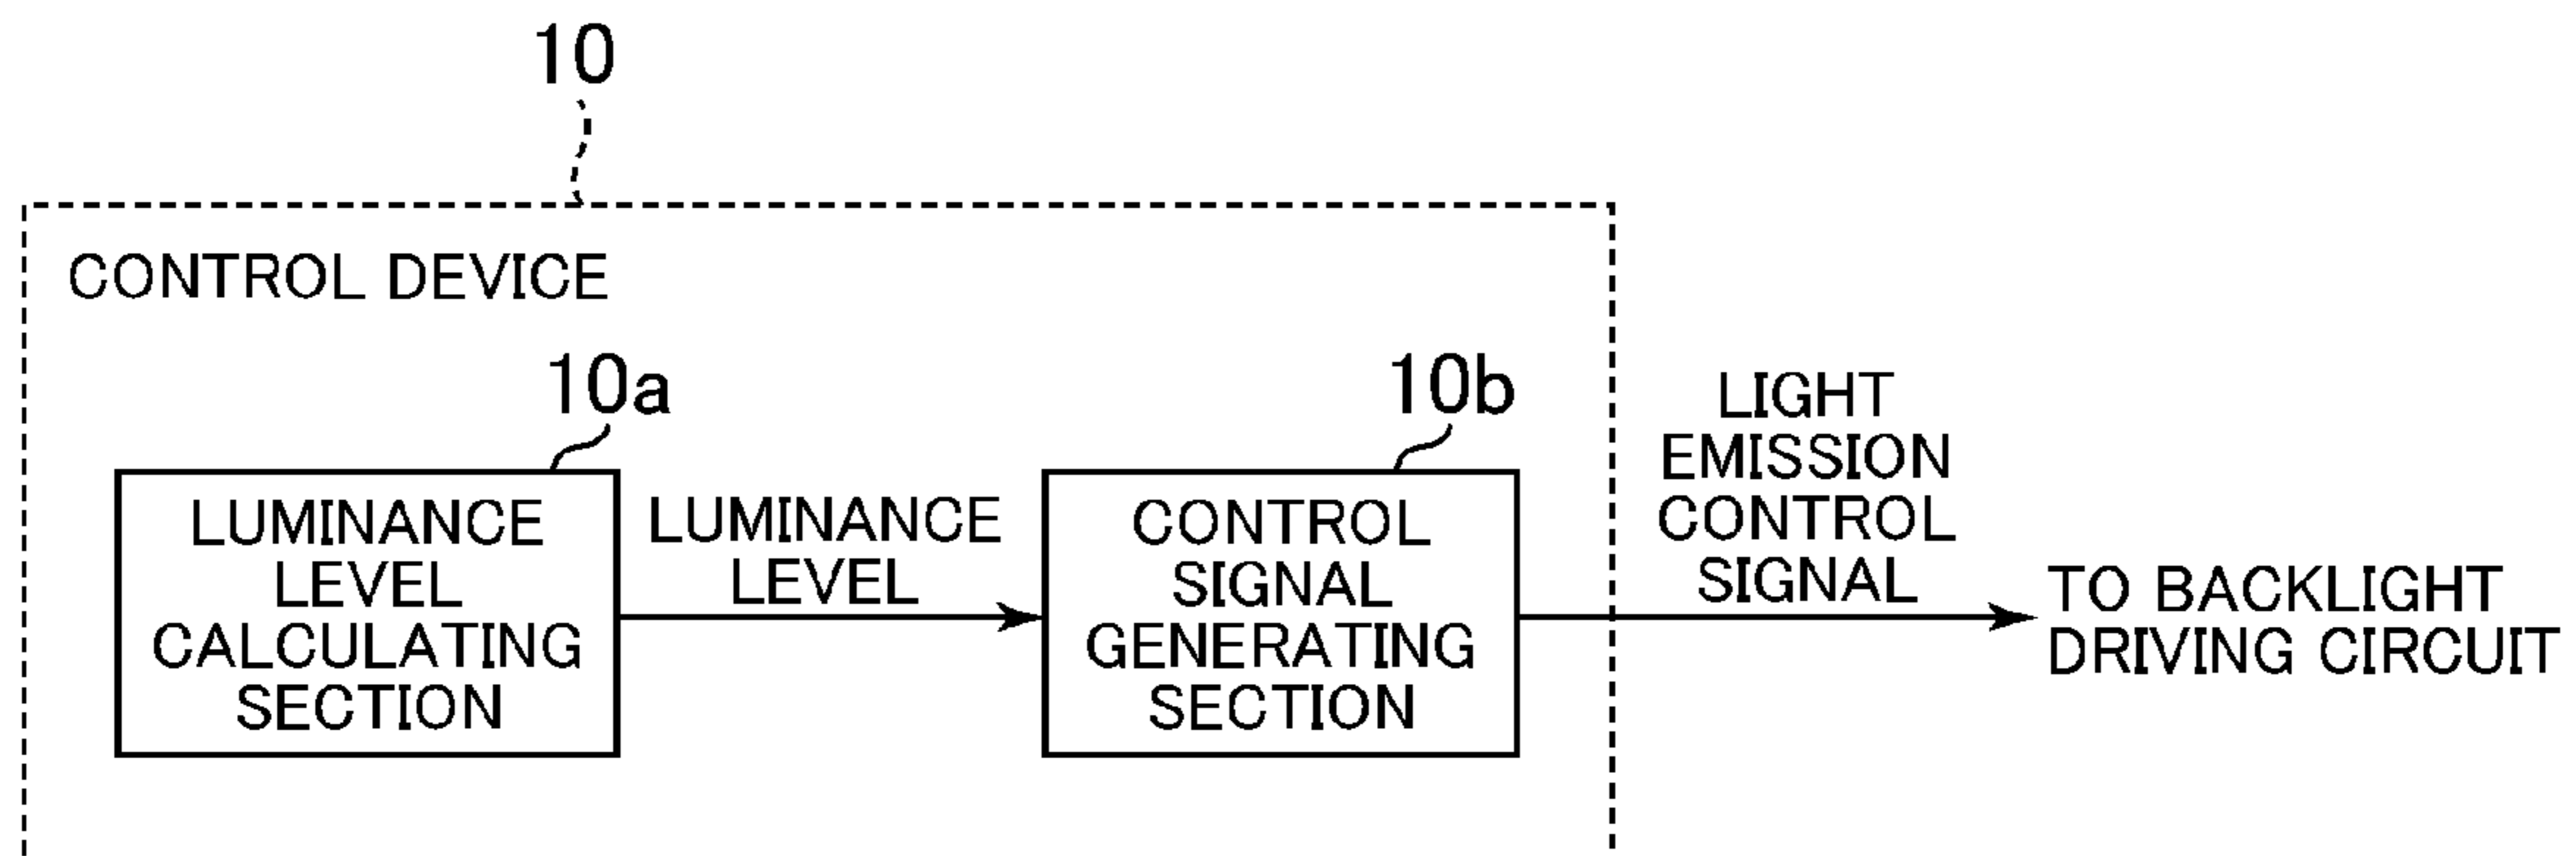 10
CONTROL DEVICE
10a
LUMINANCE
LEVEL
CALCULATING
SECTION
LUMINANCE
LEVEL
10b
CONTROL
SIGNAL
GENERATING
SECTION
LIGHT
EMISSION
CONTROL
SIGNAL
TO BACKLIGHT
DRIVING CIRCUIT